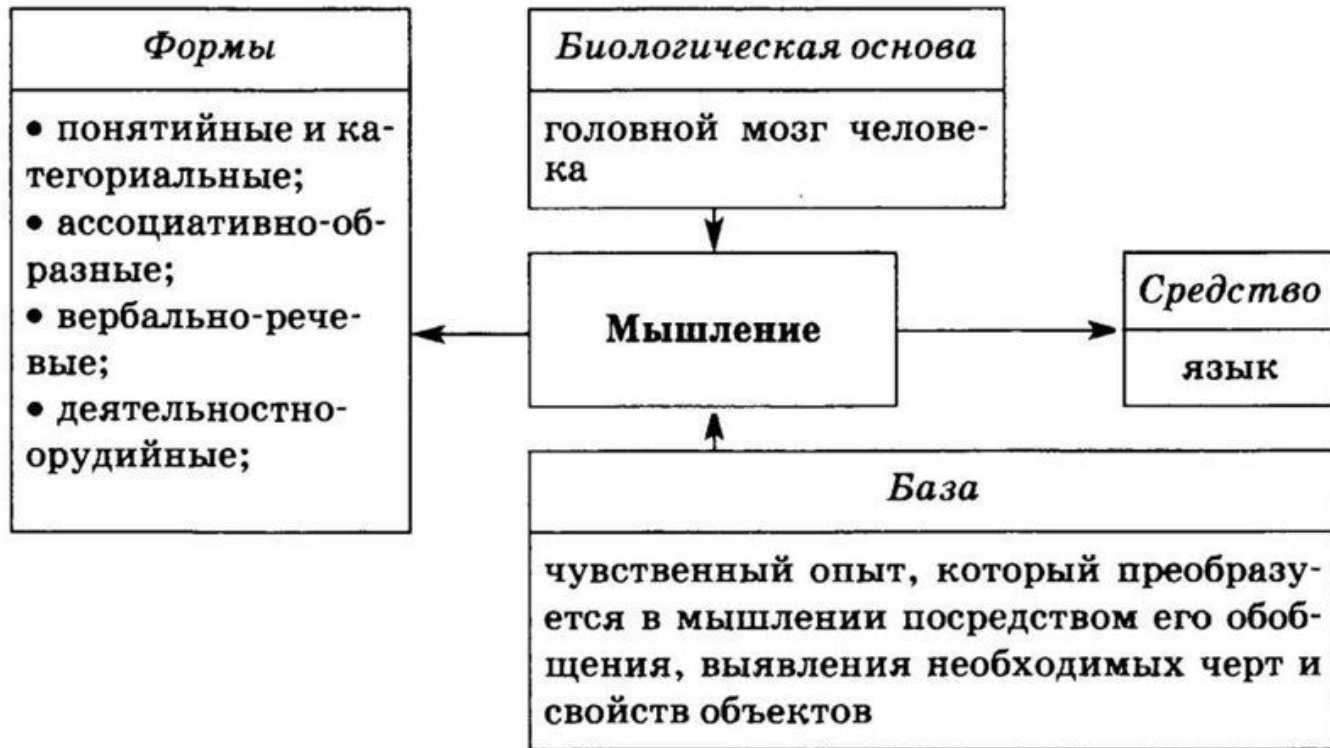 Формы
• понятийные и ка-
тегориальные;
• ассоциативно-об-
разные;
• вербально-рече-
вые;
• деятельностно-
орудийные;
Биологическая основа
головной мозг челове-
ка
Мышление
Средство
язык
База
чувственный опыт, который преобразу-
ется в мышлении посредством его обоб-
щения, выявления необходимых черт и
свойств объектов